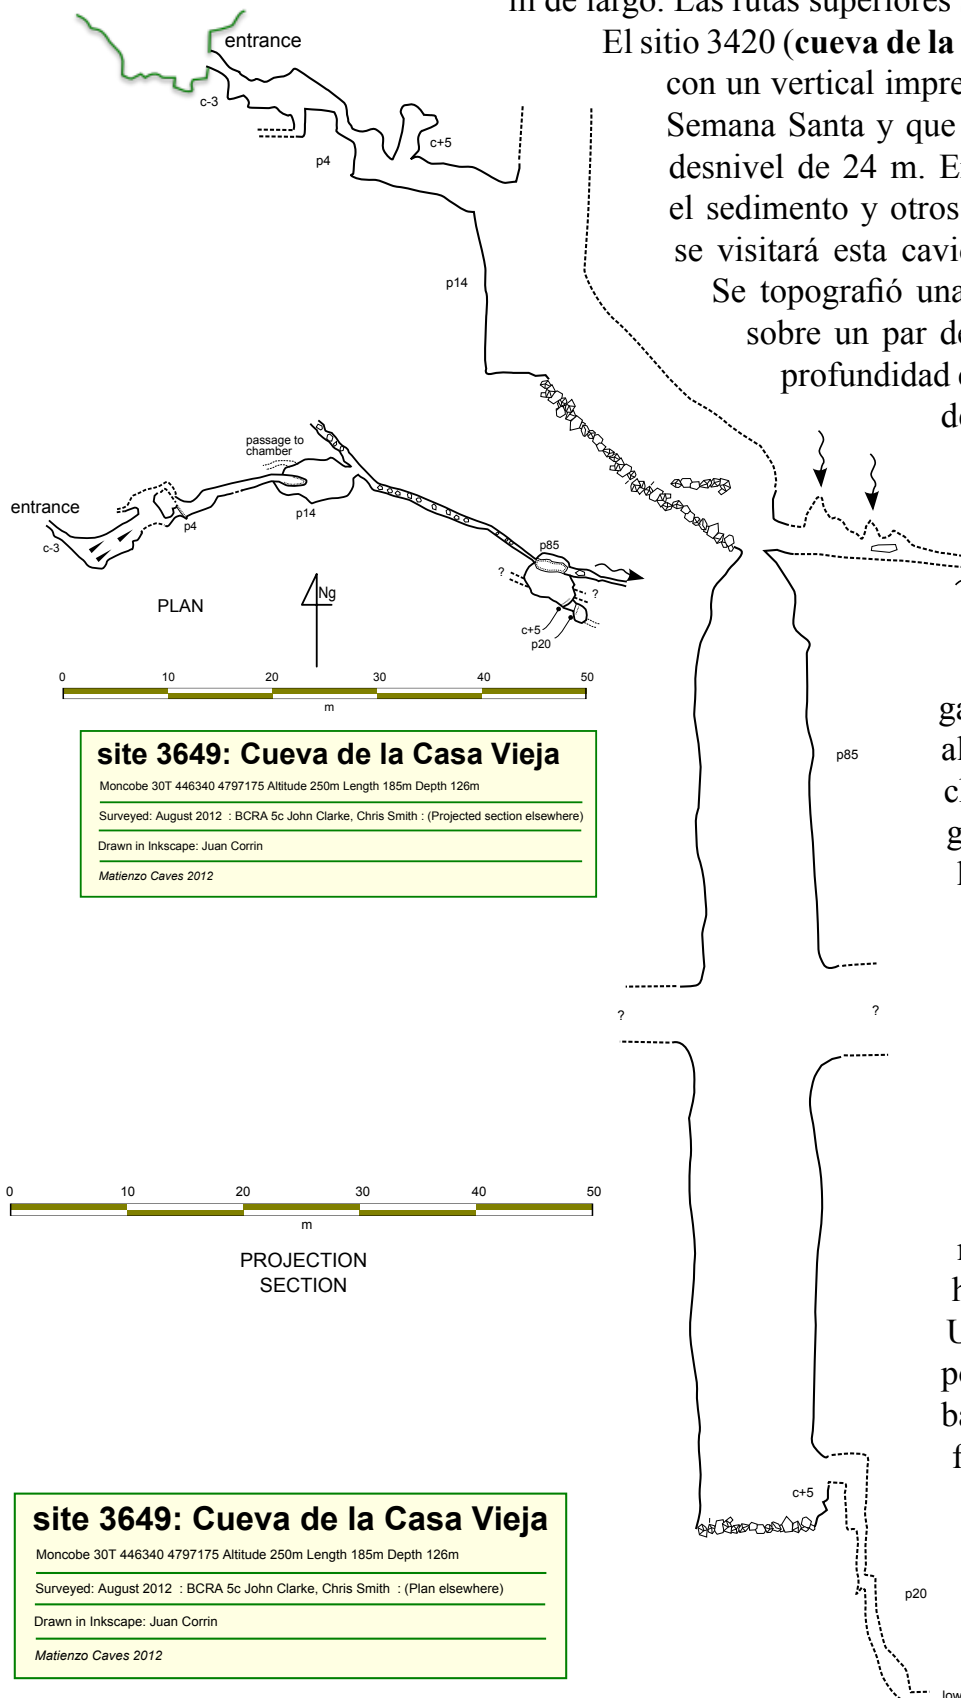 m de largo. Las rutas superiores
El sitio 3420 (cueva de la
con un vertical impre
Semana Santa y que
desnivel de 24 m. E
el sedimento y otros
se visitará esta cavi
Se topografió una
sobre un par d
profundidad
d
entrance
c-3
p4
c+5
p14
passage to
chamber
entrance
c-3
p4
p14
p85
?
?
c+5
p20
PLAN
Ng
0 10 20 30 40 50
m
site 3649: Cueva de la Casa Vieja
Moncobe 30T 446340 4797175 Altitude 250m Length 185m Depth 126m
Surveyed: August 2012 : BCRA 5c John Clarke, Chris Smith : (Projected section elsewhere)
Drawn in Inkscape: Juan Corrin
Matienzo Caves 2012
p85
ga
al
cl
g
?
?
0 10 20 30 40 50
m
PROJECTION
SECTION
h
U
p
ba
f
c+5
p20
low
site 3649: Cueva de la Casa Vieja
Moncobe 30T 446340 4797175 Altitude 250m Length 185m Depth 126m
Surveyed: August 2012 : BCRA 5c John Clarke, Chris Smith : (Plan elsewhere)
Drawn in Inkscape: Juan Corrin
Matienzo Caves 2012